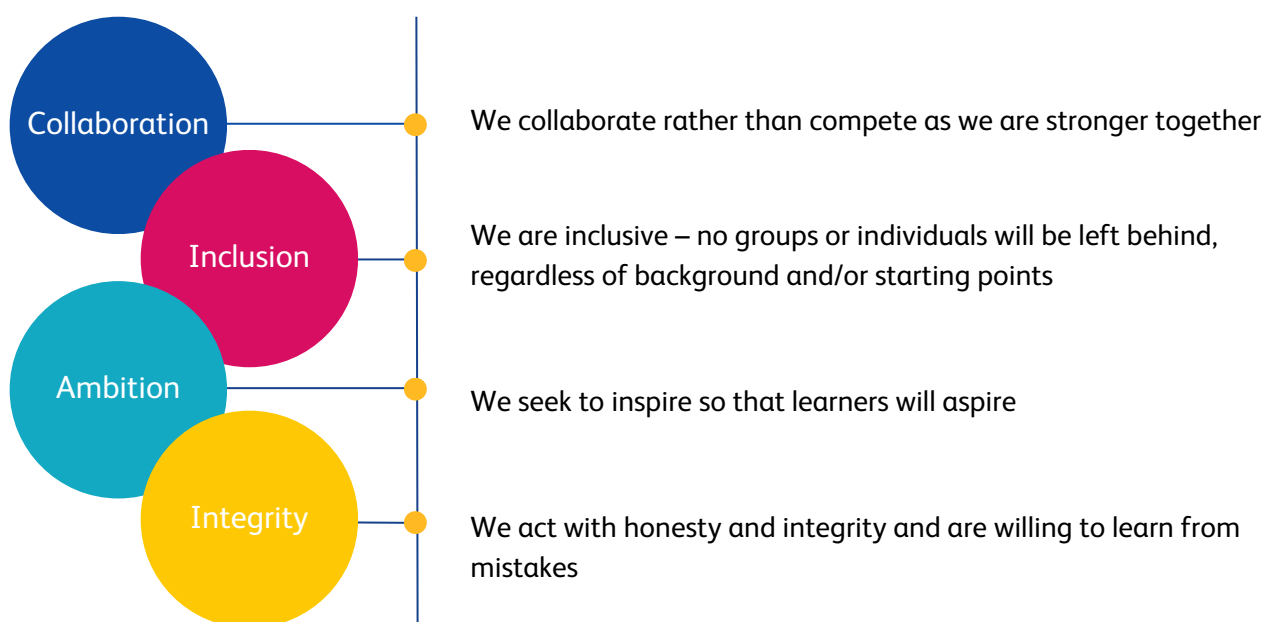 Collaboration
We collaborate rather than compete as we are stronger together
Inclusion
We are inclusive – no groups or individuals will be left behind,
regardless of background and/or starting points
Ambition
We seek to inspire so that learners will aspire
Integrity
We act with honesty and integrity and are willing to learn from
mistakes